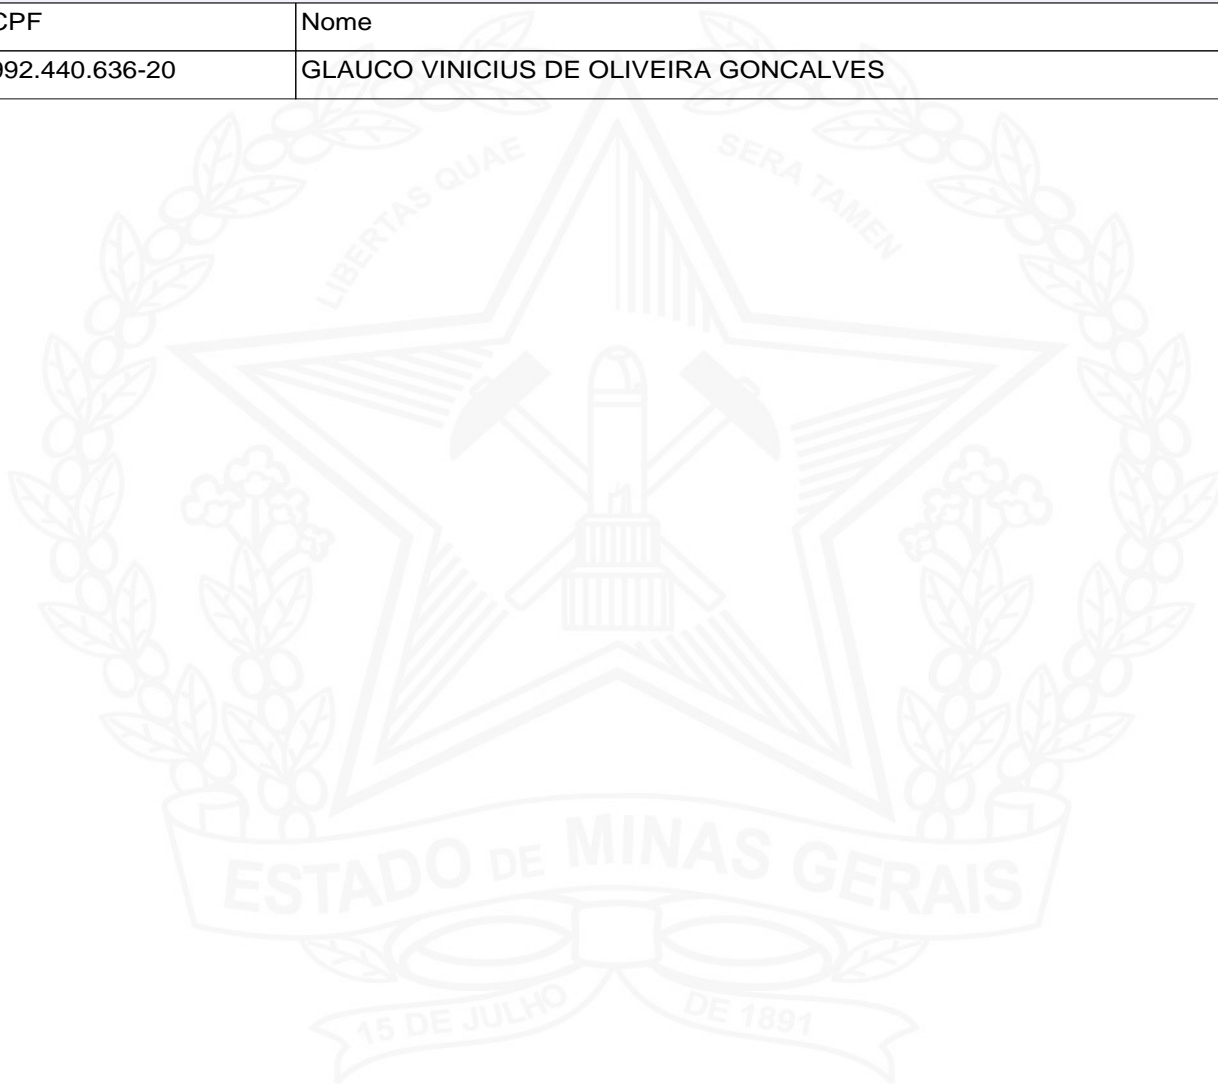 CPF Nome
992.440.636-20 GLAUCO VINICIUS DE OLIVEIRA GONCALVES
LIBERTAS QUAE SERA TAMEN
ESTADO DE MINAS GERAIS
15 DE JULHO DE 1891